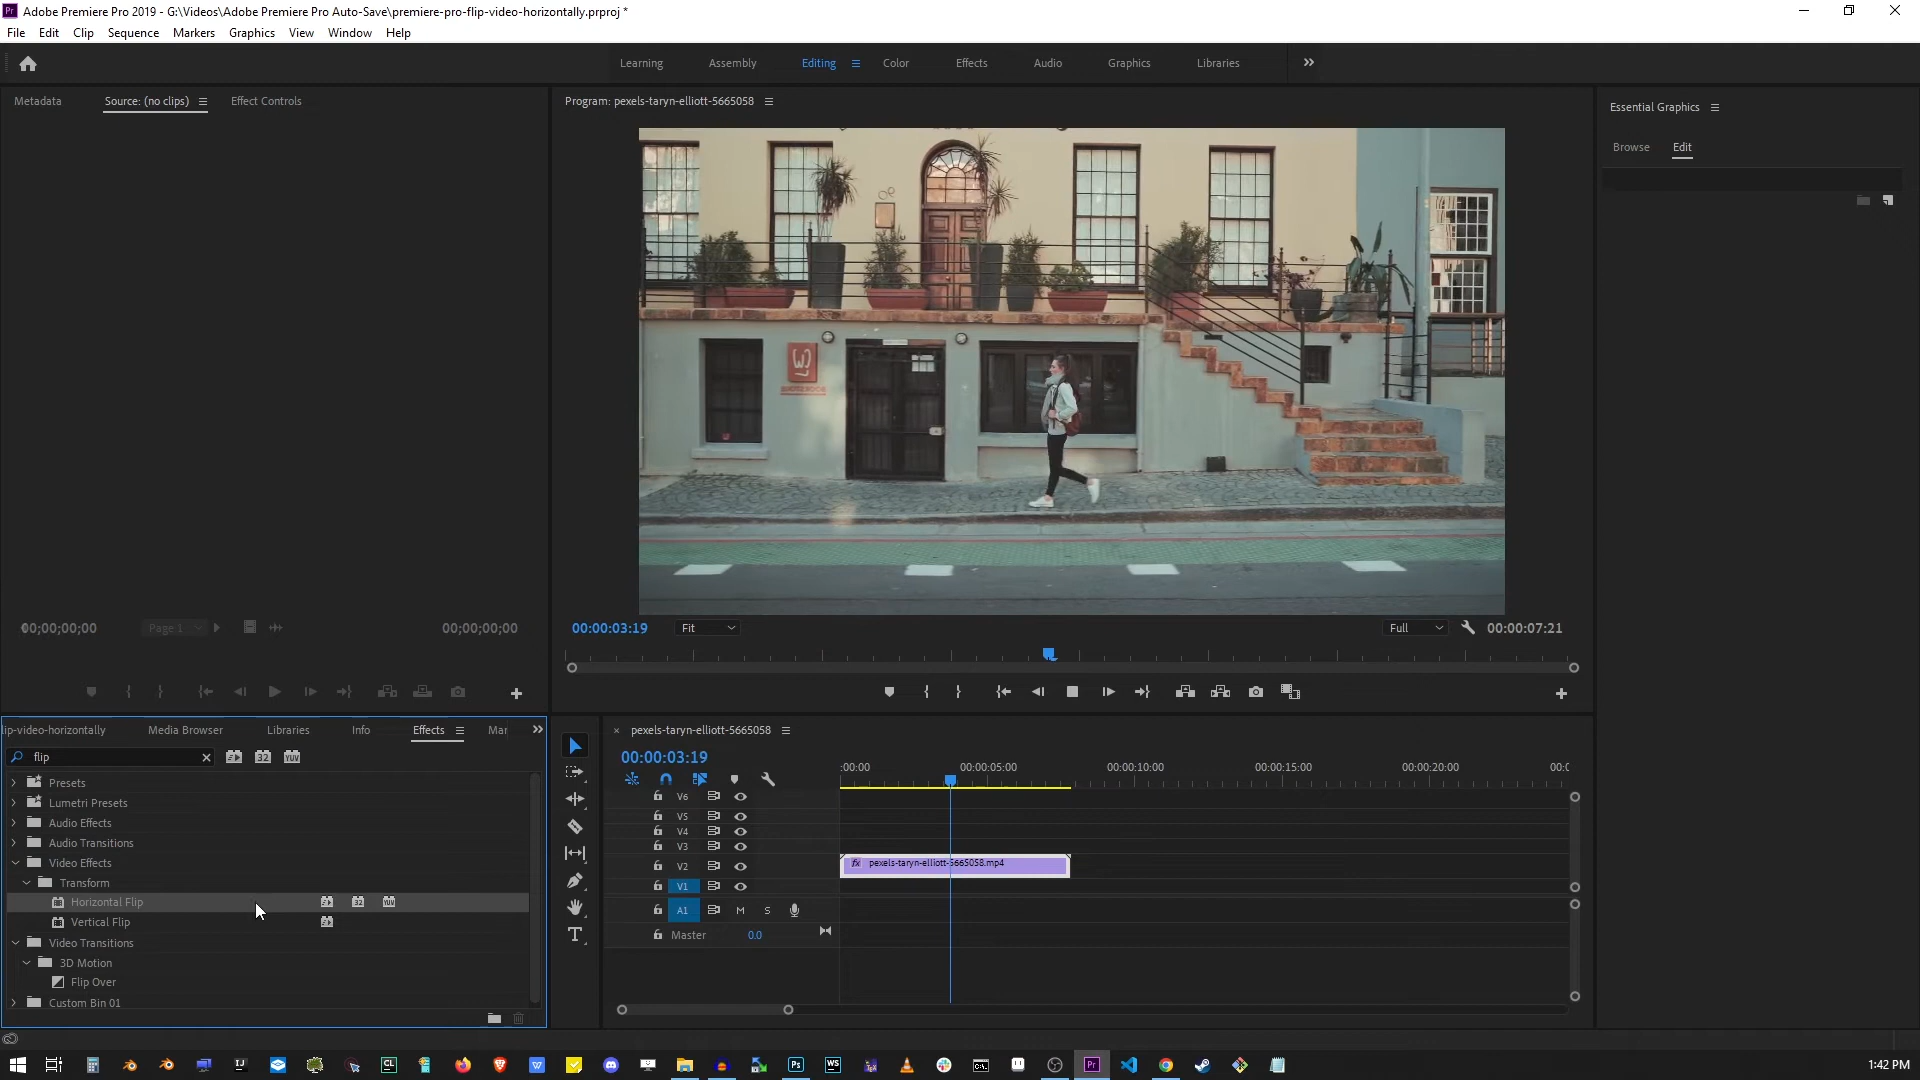 Adobe Premiere Pro 2019 - G:\Videos\Adobe Premiere Pro Auto-Save\premiere-pro-flip-video-horizontally.prproj *
File Edit Clip Sequence Markers Graphics View Window Help
Learning Assembly Editing Color Effects Audio Graphics Libraries
Metadata Source: (no clips) Effect Controls
Program: pexels-taryn-elliott-5665058
Essential Graphics
Browse Edit
00;00;00;00 Page 1 00;00;00;00
00:00:03:19 Fit Full 00:00:07:21
lip-video-horizontally Media Browser Libraries Info Effects Mar
flip
32 YUV
Presets
Lumetri Presets
Audio Effects
Audio Transitions
Video Effects
Transform
Horizontal Flip
Vertical Flip
Video Transitions
3D Motion
Flip Over
Custom Bin 01
pexels-taryn-elliott-5665058
00:00:03:19
:00:00 00:00:05:00 00:00:10:00 00:00:15:00 00:00:20:00 00:0
V6
V5
V4
V3
V2 fx pexels-taryn-elliott-5665058.mp4
V1
A1 M S
Master 0.0
1:42 PM